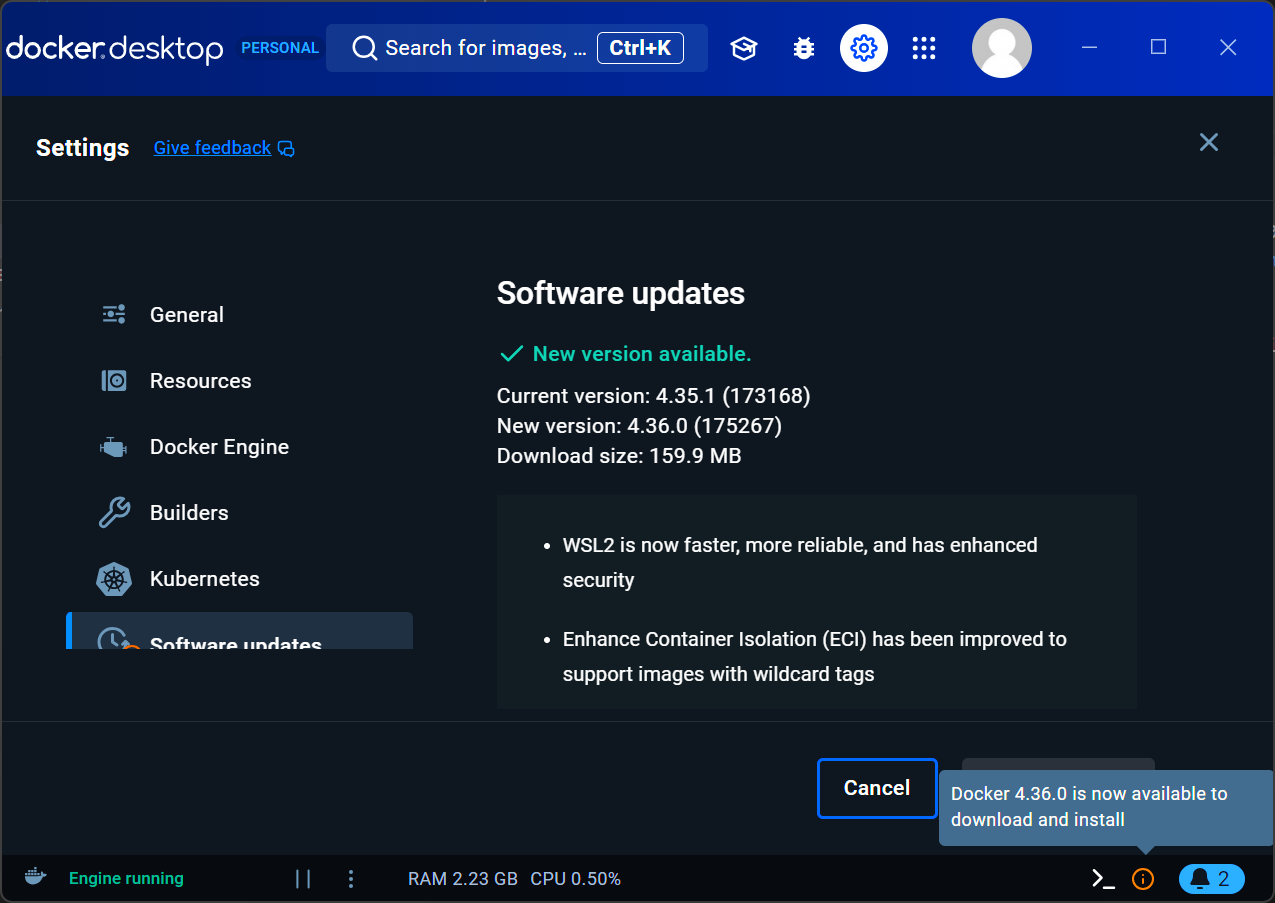 docker.desktop PERSONAL Search for images, ... Ctrl+K
Settings Give feedback
General
Resources
Docker Engine
Builders
Kubernetes
Software updates
Software updates
New version available.
Current version: 4.35.1 (173168)
New version: 4.36.0 (175267)
Download size: 159.9 MB
• WSL2 is now faster, more reliable, and has enhanced
security
• Enhance Container Isolation (ECI) has been improved to
support images with wildcard tags
Cancel
Docker 4.36.0 is now available to
download and install
Engine running RAM 2.23 GB CPU 0.50% 2